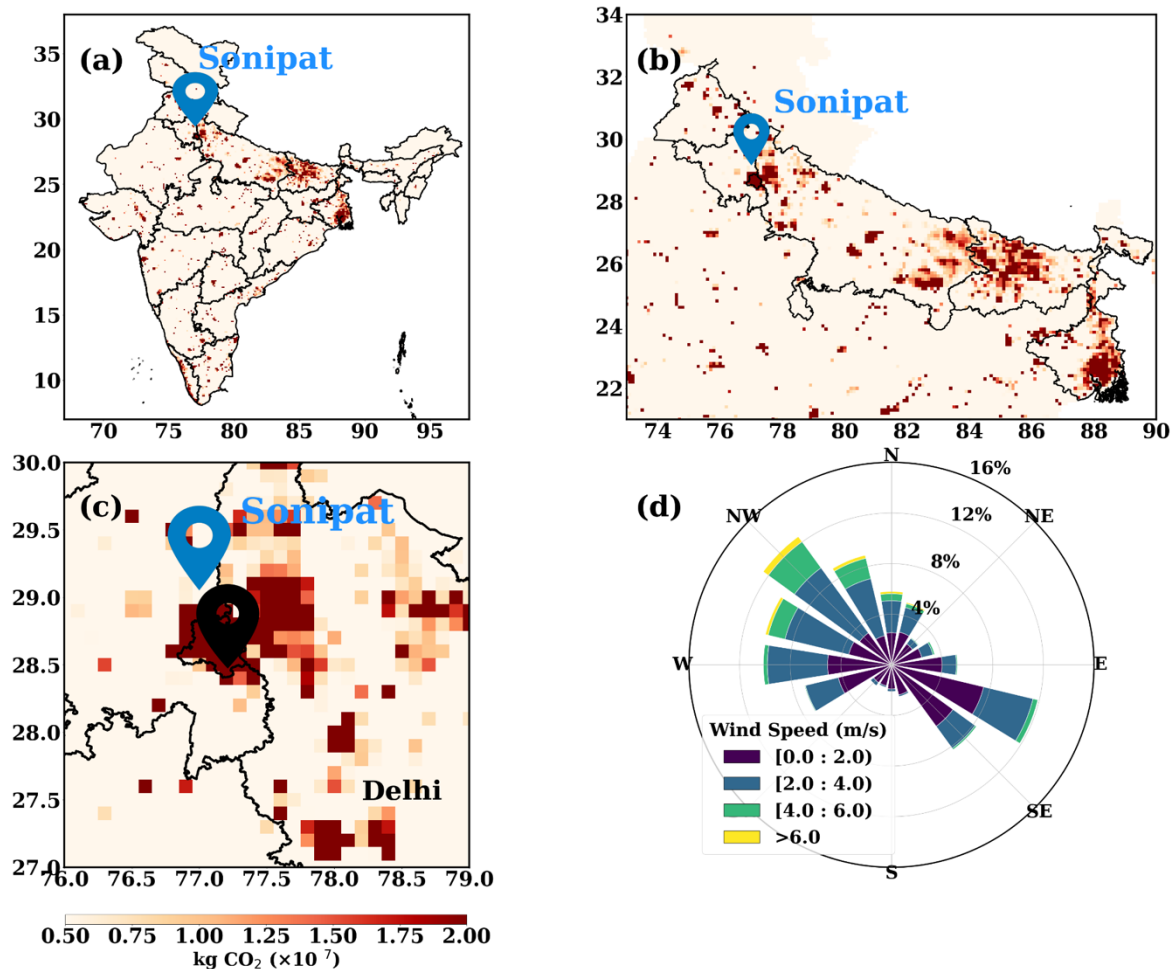 (a)
Sonipat
35
30
25
20
15
10
70 75 80 85 90 95
(b)
Sonipat
34
32
30
28
26
24
22
74 76 78 80 82 84 86 88 90
(c)
Sonipat
30.0
29.5
29.0
28.5
28.0
27.5
27.0
Delhi
76.0 76.5 77.0 77.5 78.0 78.5 79.0
0.50 0.75 1.00 1.25 1.50 1.75 2.00
kg CO₂ (×10 ⁷)
(d)
N
16%
12%
8%
4%
NW
NE
W
E
SE
S
Wind Speed (m/s)
[0.0 : 2.0)
[2.0 : 4.0)
[4.0 : 6.0)
>6.0